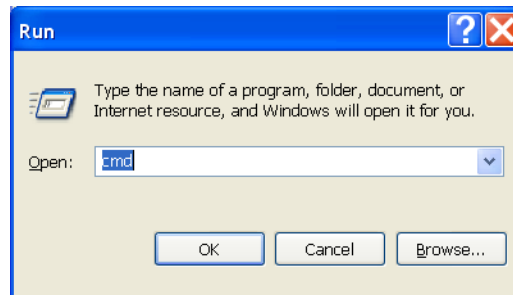 Run
Type the name of a program, folder, document, or
Internet resource, and Windows will open it for you.
Open: cmd
OK Cancel Browse...